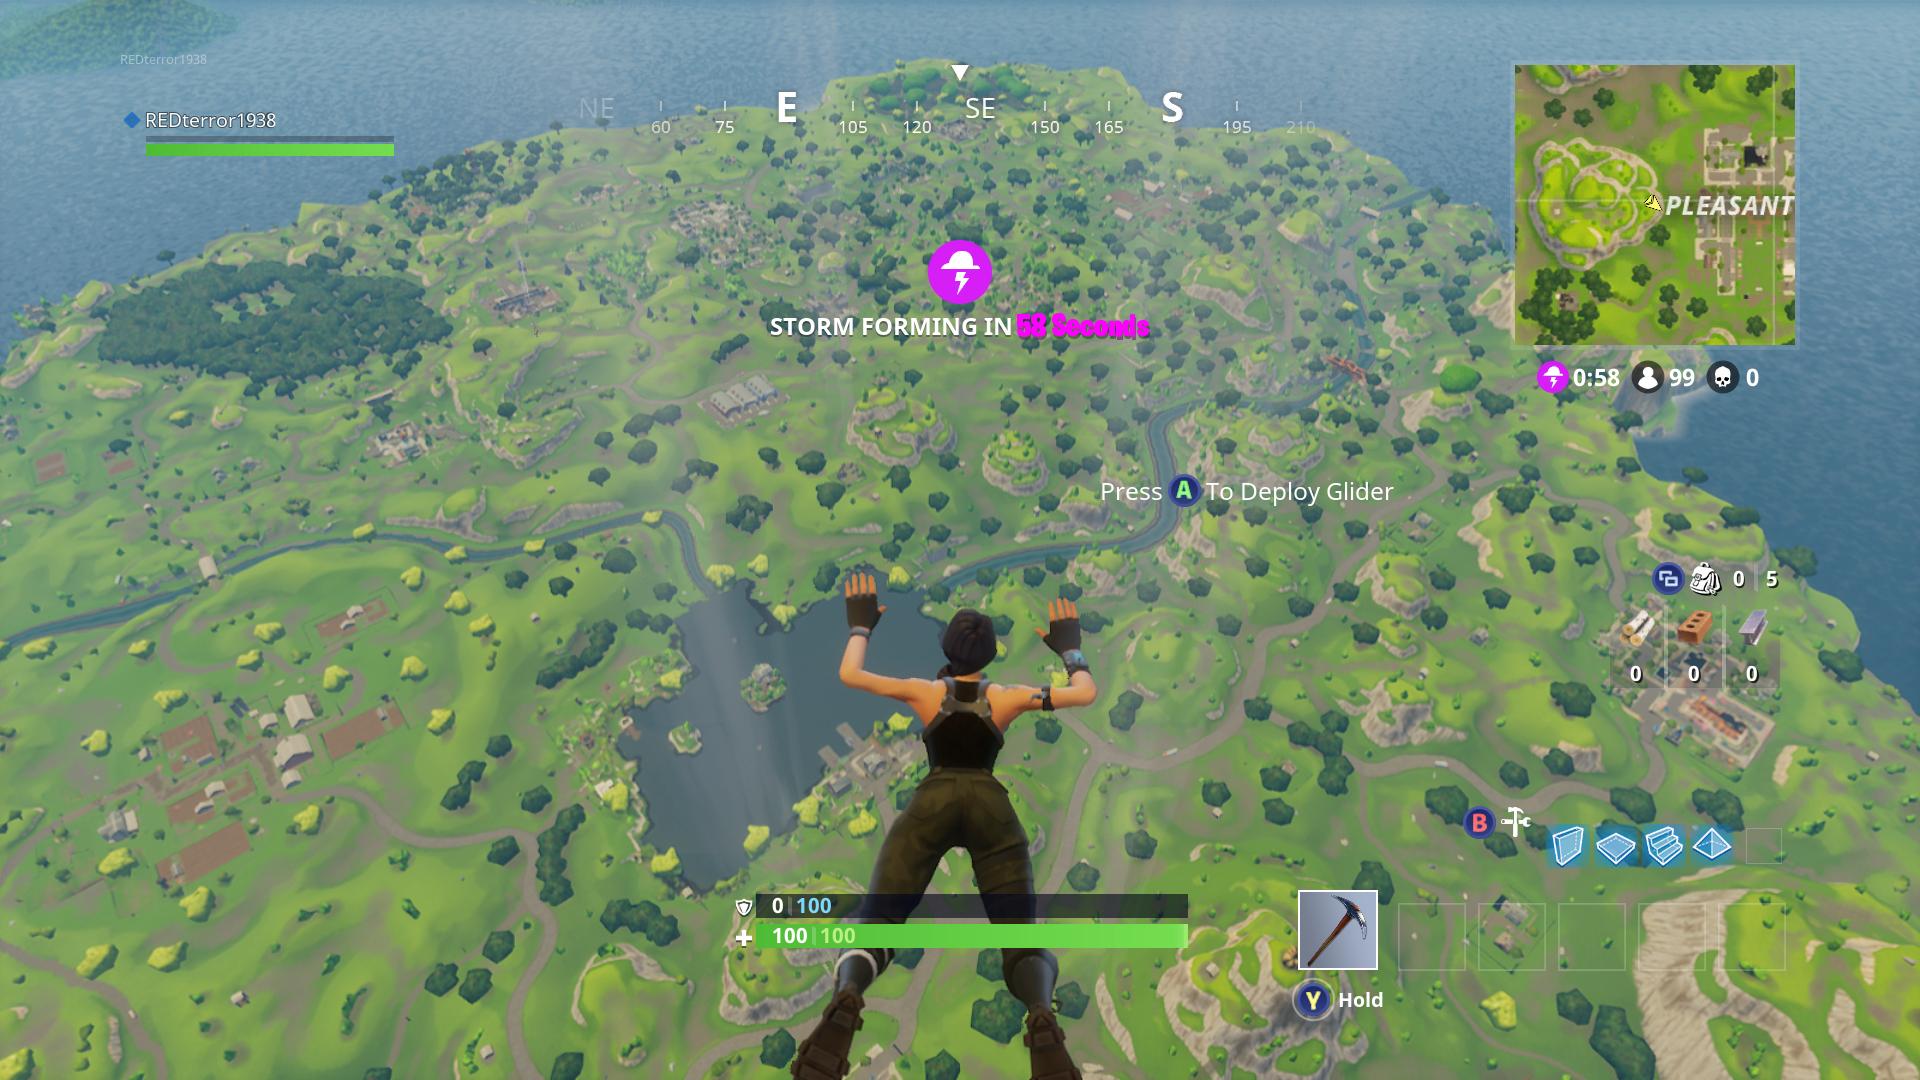 REDterror1938
REDterror1938
NE E SE S
60 75 105 120 150 165 195 210
PLEASANT
STORM FORMING IN 58 Seconds
0:58 99 0
Press A To Deploy Glider
0 | 5
0 0 0
B
0 | 100
100 | 100
Y Hold